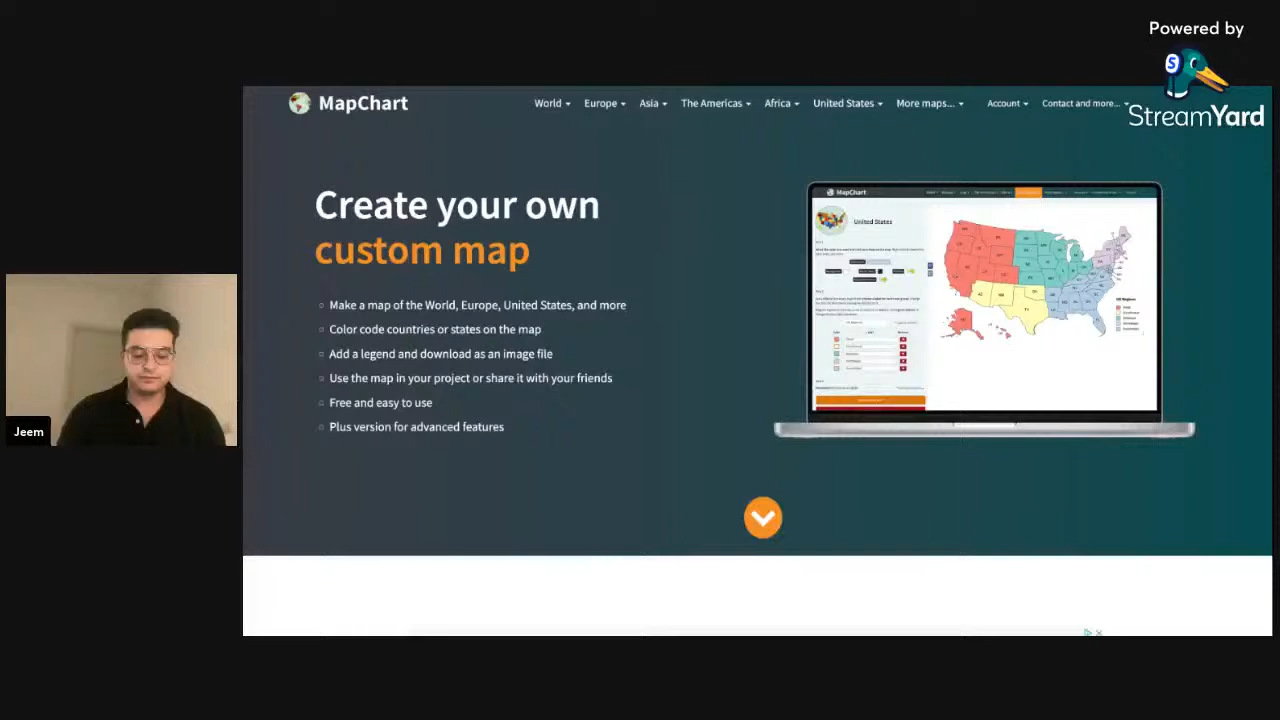 Powered by
StreamYard
MapChart
World
Europe
Asia
The Americas
Africa
United States
More maps...
Account
Contact and more...
Create your own
custom map
Make a map of the World, Europe, United States, and more
Color code countries or states on the map
Add a legend and download as an image file
Use the map in your project or share it with your friends
Free and easy to use
Plus version for advanced features
MapChart
United States
Jeem